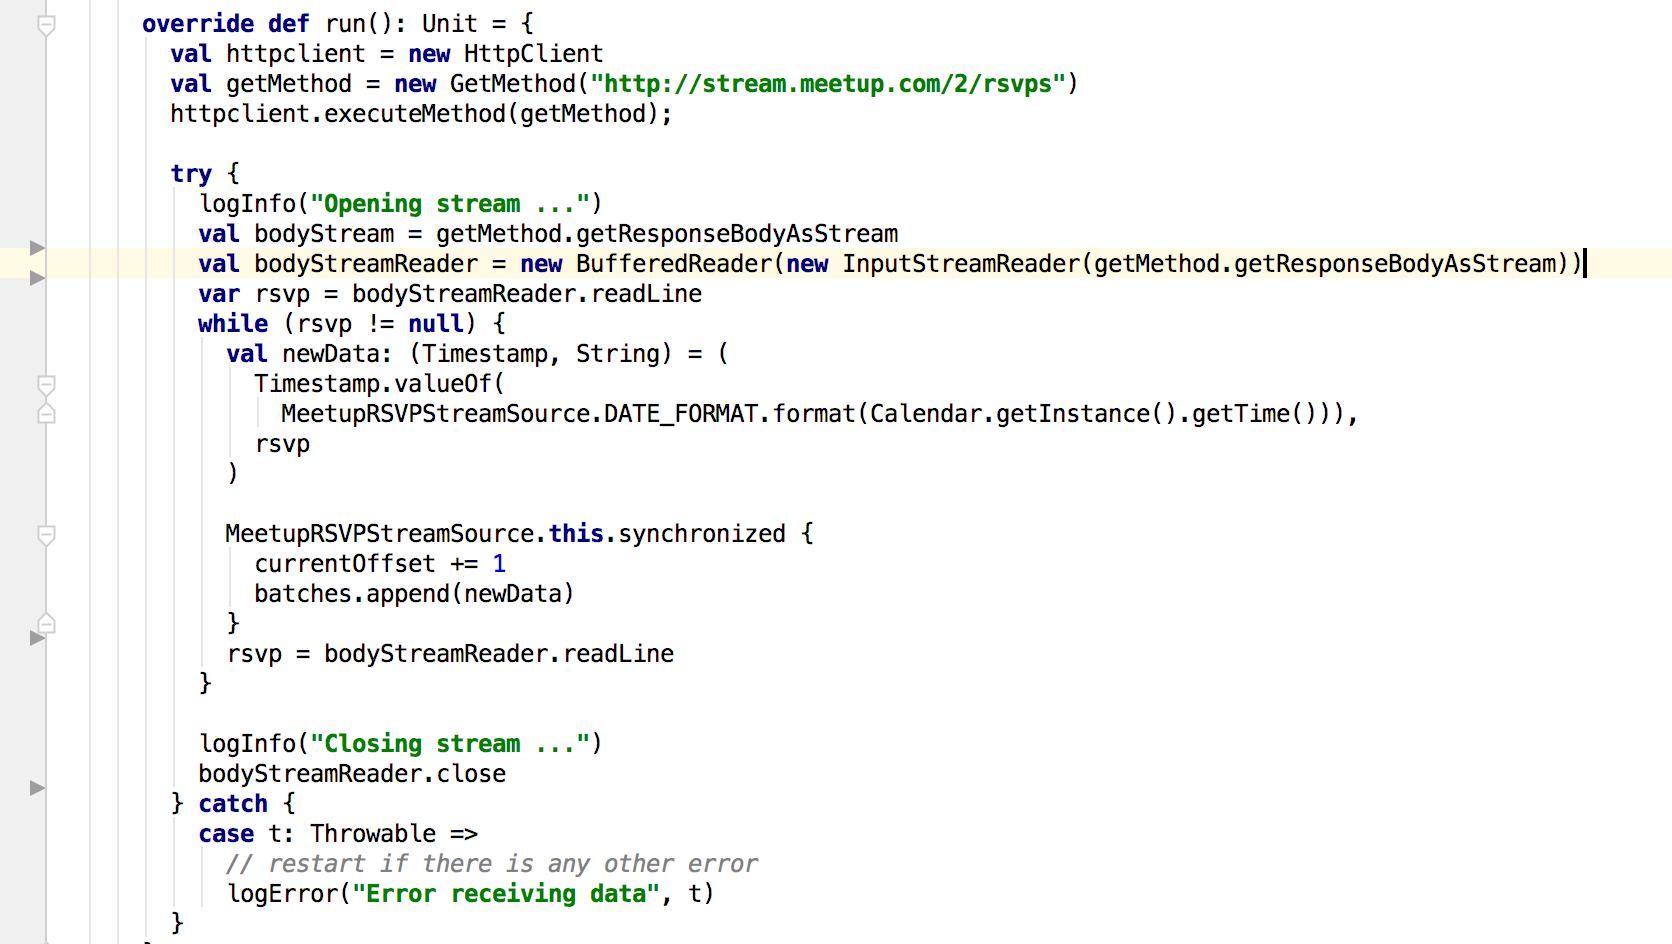 override def run(): Unit = {
val httpclient = new HttpClient
val getMethod = new GetMethod("http://stream.meetup.com/2/rsvps")
httpclient.executeMethod(getMethod);
try {
logInfo("Opening stream ...")
val bodyStream = getMethod.getResponseBodyAsStream
val bodyStreamReader = new BufferedReader(new InputStreamReader(getMethod.getResponseBodyAsStream))
var rsvp = bodyStreamReader.readLine
while (rsvp != null) {
val newData: (Timestamp, String) = (
Timestamp.valueOf(
MeetupRSVPStreamSource.DATE_FORMAT.format(Calendar.getInstance().getTime())),
rsvp
)
MeetupRSVPStreamSource.this.synchronized {
currentOffset += 1
batches.append(newData)
}
rsvp = bodyStreamReader.readLine
}
logInfo("Closing stream ...")
bodyStreamReader.close
} catch {
case t: Throwable =>
// restart if there is any other error
logError("Error receiving data", t)
}